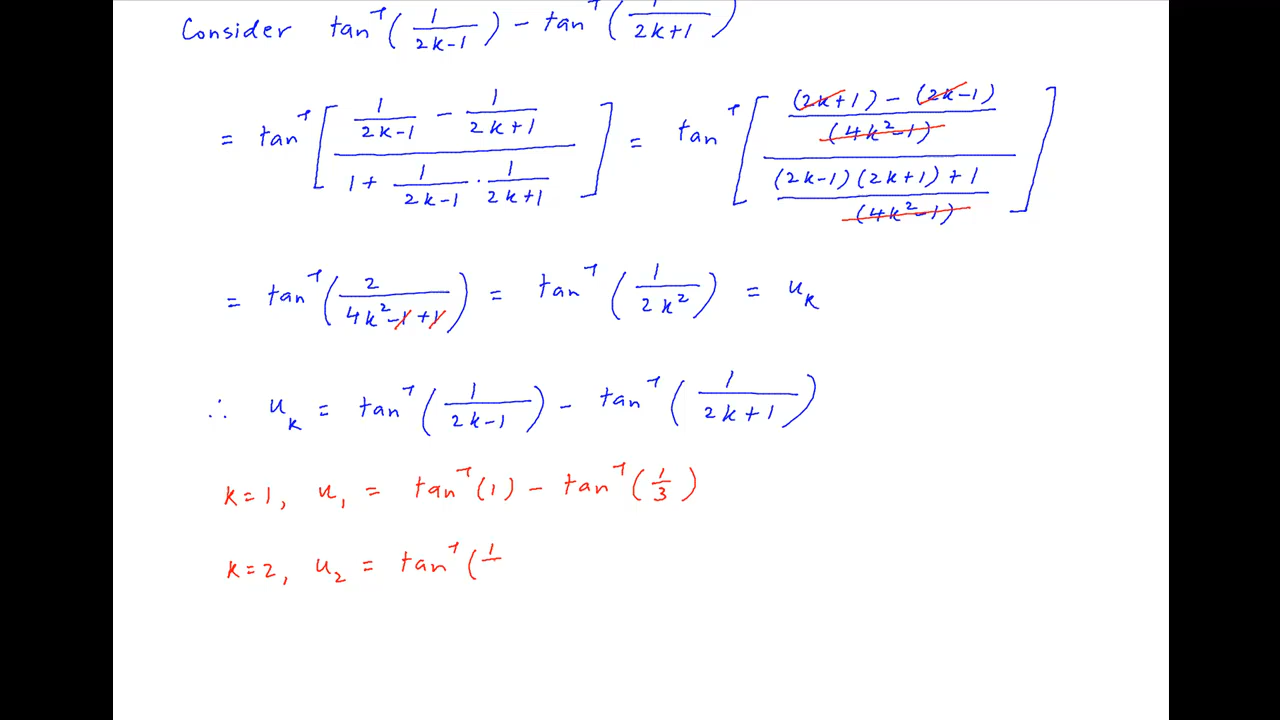 Consider tan⁻¹(1/(2k-1)) - tan⁻¹(1/(2k+1))
= tan⁻¹[(1/(2k-1) - 1/(2k+1))/(1 + 1/(2k-1) · 1/(2k+1))] = tan⁻¹[(((2k+1) - (2k-1))/(4k²-1))/(((2k-1)(2k+1)+1)/(4k²-1))]
= tan⁻¹(2/(4k²-1+1)) = tan⁻¹(1/(2k²)) = u_k
∴ u_k = tan⁻¹(1/(2k-1)) - tan⁻¹(1/(2k+1))
k=1, u₁ = tan⁻¹(1) - tan⁻¹(1/3)
k=2, u₂ = tan⁻¹(1/